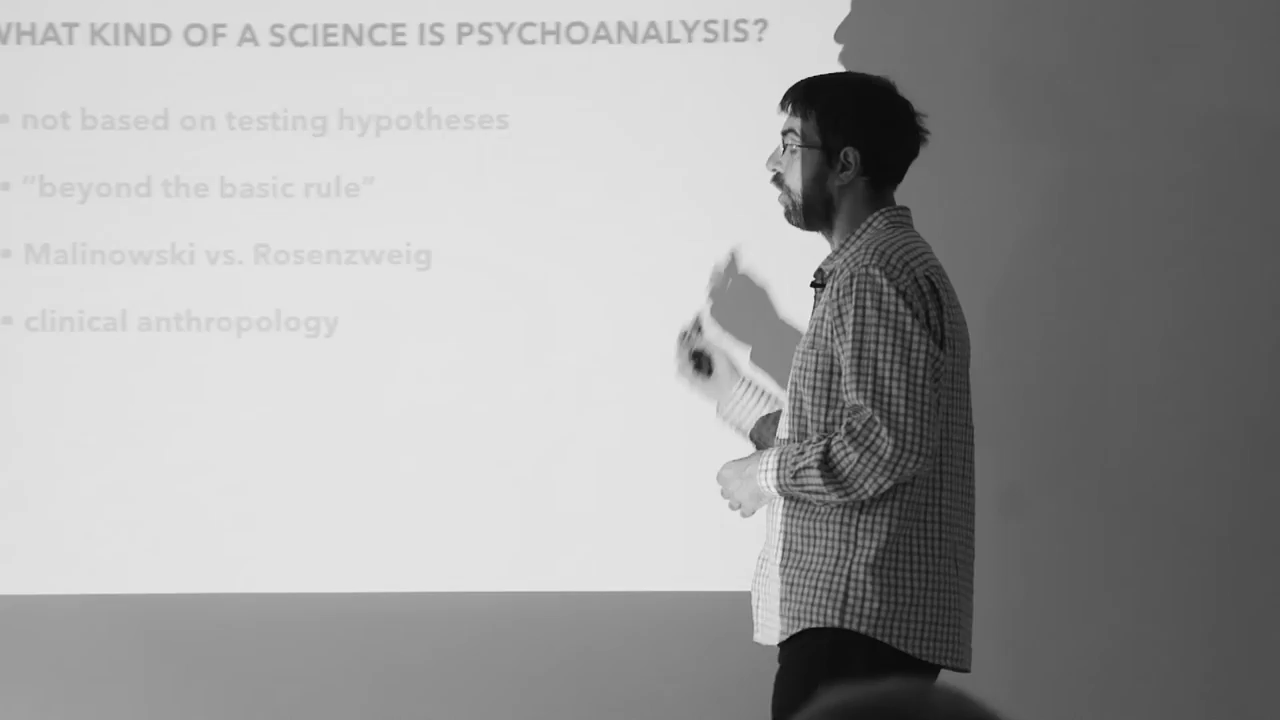 WHAT KIND OF A SCIENCE IS PSYCHOANALYSIS?
• not based on testing hypotheses
• "beyond the basic rule"
• Malinowski vs. Rosenzweig
• clinical anthropology